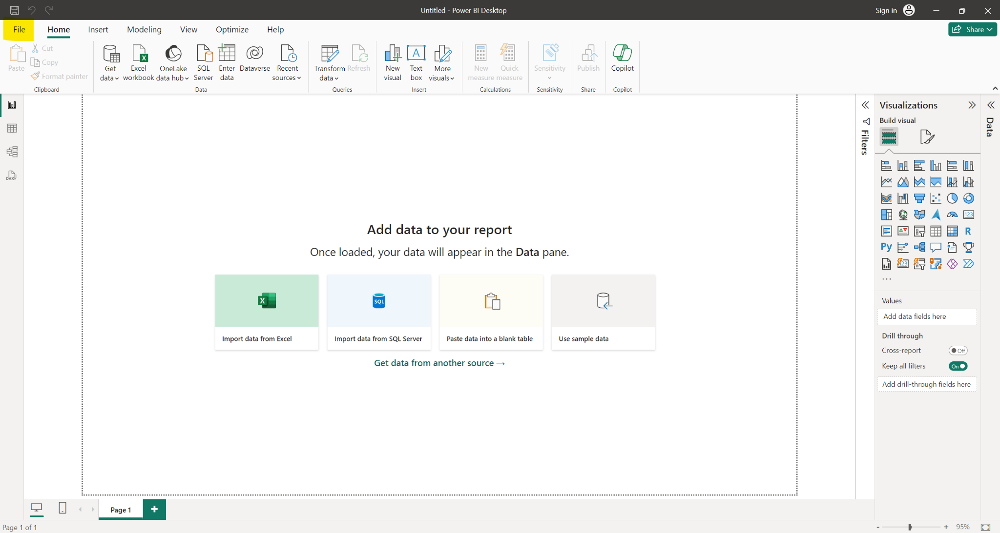 Untitled - Power BI Desktop
Sign in
File
Home
Insert
Modeling
View
Optimize
Help
Share
Paste
Cut
Copy
Format painter
Clipboard
Get data
Excel workbook
OneLake data hub
SQL Server
Enter data
Dataverse
Recent sources
Data
Transform data
Refresh
Queries
New visual
Text box
More visuals
Insert
New measure
Quick measure
Calculations
Sensitivity
Sensitivity
Publish
Share
Copilot
Copilot
DAX
Add data to your report
Once loaded, your data will appear in the Data pane.
SQL
Import data from Excel
Import data from SQL Server
Paste data into a blank table
Use sample data
Get data from another source →
Filters
Visualizations
Build visual
123
R
Py
123
...
Values
Add data fields here
Drill through
Cross-report
Off
Keep all filters
On
Add drill-through fields here
Data
Page 1
Page 1 of 1
- + 95%